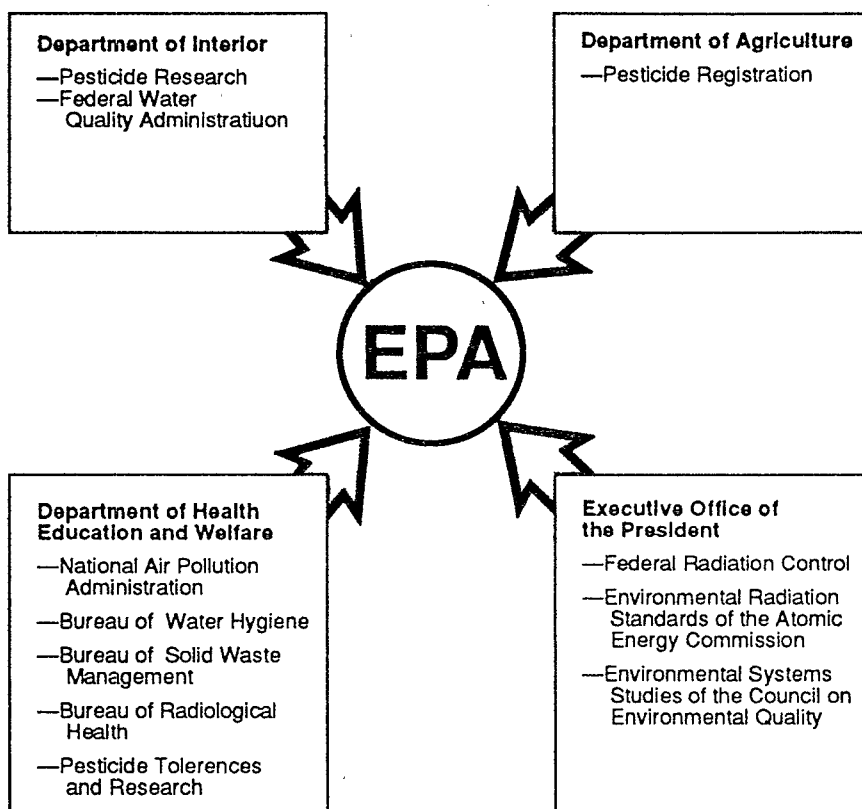 Department of Interior
—Pesticide Research
—Federal Water
Quality Administratiuon
Department of Agriculture
—Pesticide Registration
EPA
Department of Health
Education and Welfare
—National Air Pollution
Administration
—Bureau of Water Hygiene
—Bureau of Solid Waste
Management
—Bureau of Radiological
Health
—Pesticide Tolerences
and Research
Executive Office of
the President
—Federal Radiation Control
—Environmental Radiation
Standards of the Atomic
Energy Commission
—Environmental Systems
Studies of the Council on
Environmental Quality